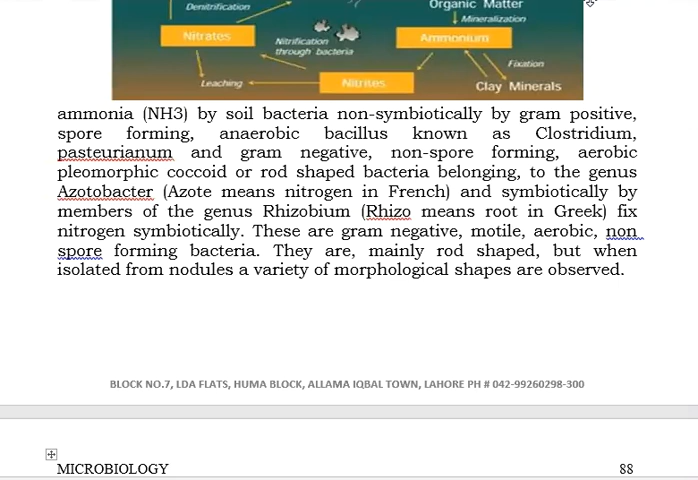 Denitrification
Organic Matter
Mineralization
Nitrates
Nitrification
through bacteria
Ammonium
Fixation
Leaching
Nitrites
Clay Minerals
ammonia (NH3) by soil bacteria non-symbiotically by gram positive,
spore forming, anaerobic bacillus known as Clostridium,
pasteurianum and gram negative, non-spore forming, aerobic
pleomorphic coccoid or rod shaped bacteria belonging, to the genus
Azotobacter (Azote means nitrogen in French) and symbiotically by
members of the genus Rhizobium (Rhizo means root in Greek) fix
nitrogen symbiotically. These are gram negative, motile, aerobic, non
spore forming bacteria. They are, mainly rod shaped, but when
isolated from nodules a variety of morphological shapes are observed.
BLOCK NO.7, LDA FLATS, HUMA BLOCK, ALLAMA IQBAL TOWN, LAHORE PH # 042-99260298-300
MICROBIOLOGY 88